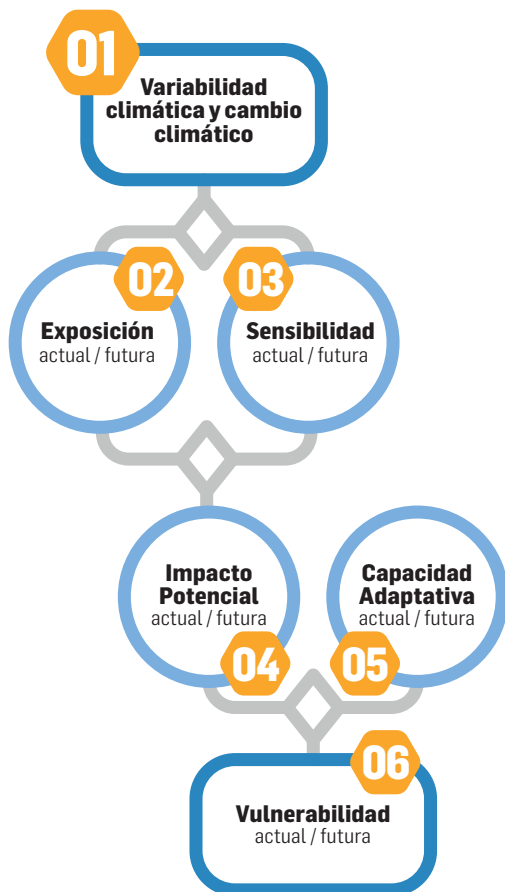 01
Variabilidad
climática y cambio
climático
02
Exposición
actual / futura
03
Sensibilidad
actual / futura
Impacto
Potencial
actual / futura
04
Capacidad
Adaptativa
actual / futura
05
06
Vulnerabilidad
actual / futura